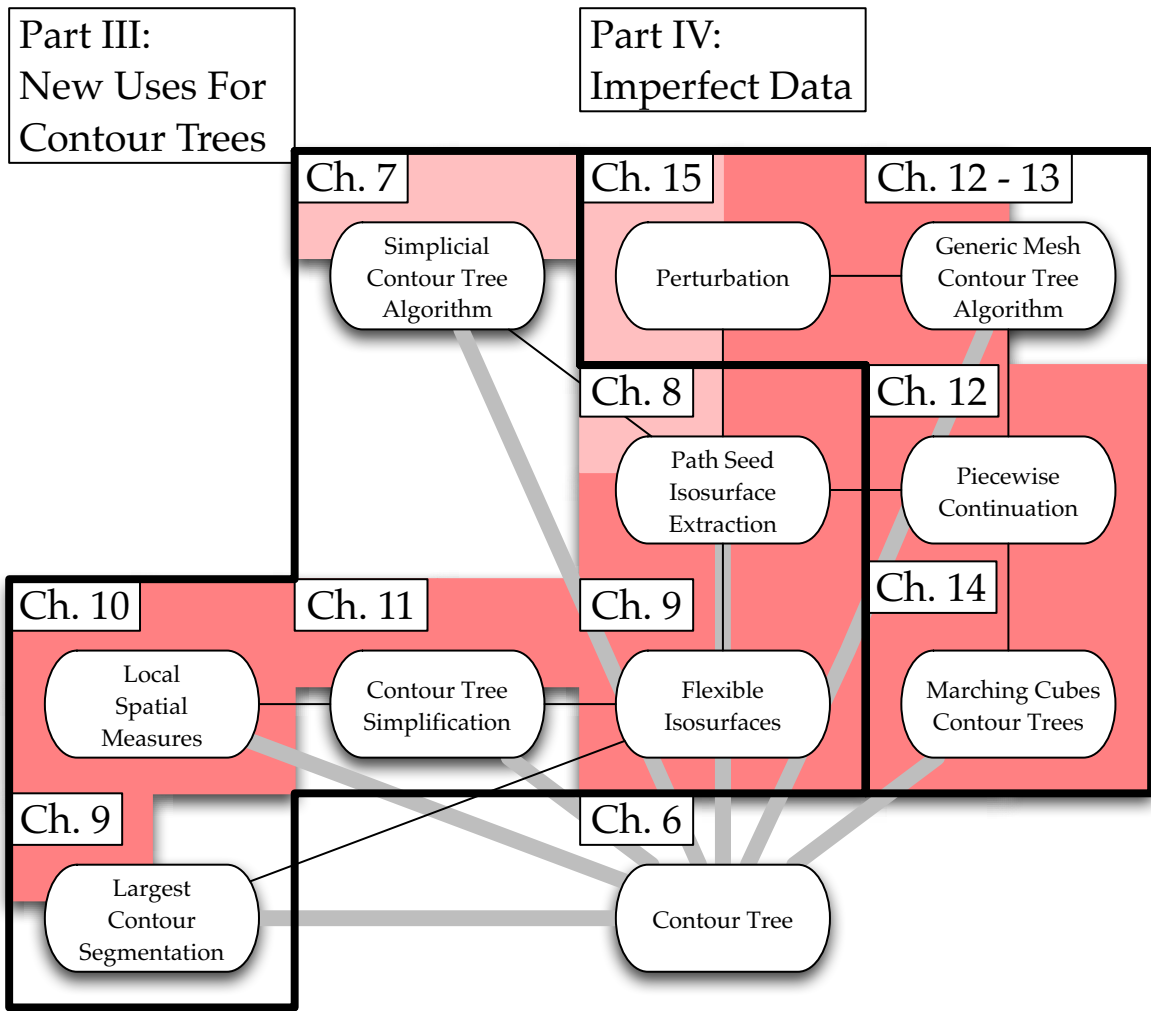 Part III:
New Uses For
Contour Trees
Part IV:
Imperfect Data
Ch. 7
Ch. 15
Ch. 12 - 13
Simplicial
Contour Tree
Algorithm
Perturbation
Generic Mesh
Contour Tree
Algorithm
Ch. 8
Ch. 12
Path Seed
Isosurface
Extraction
Piecewise
Continuation
Ch. 10
Ch. 11
Ch. 9
Ch. 14
Local
Spatial
Measures
Contour Tree
Simplification
Flexible
Isosurfaces
Marching Cubes
Contour Trees
Ch. 9
Ch. 6
Largest
Contour
Segmentation
Contour Tree